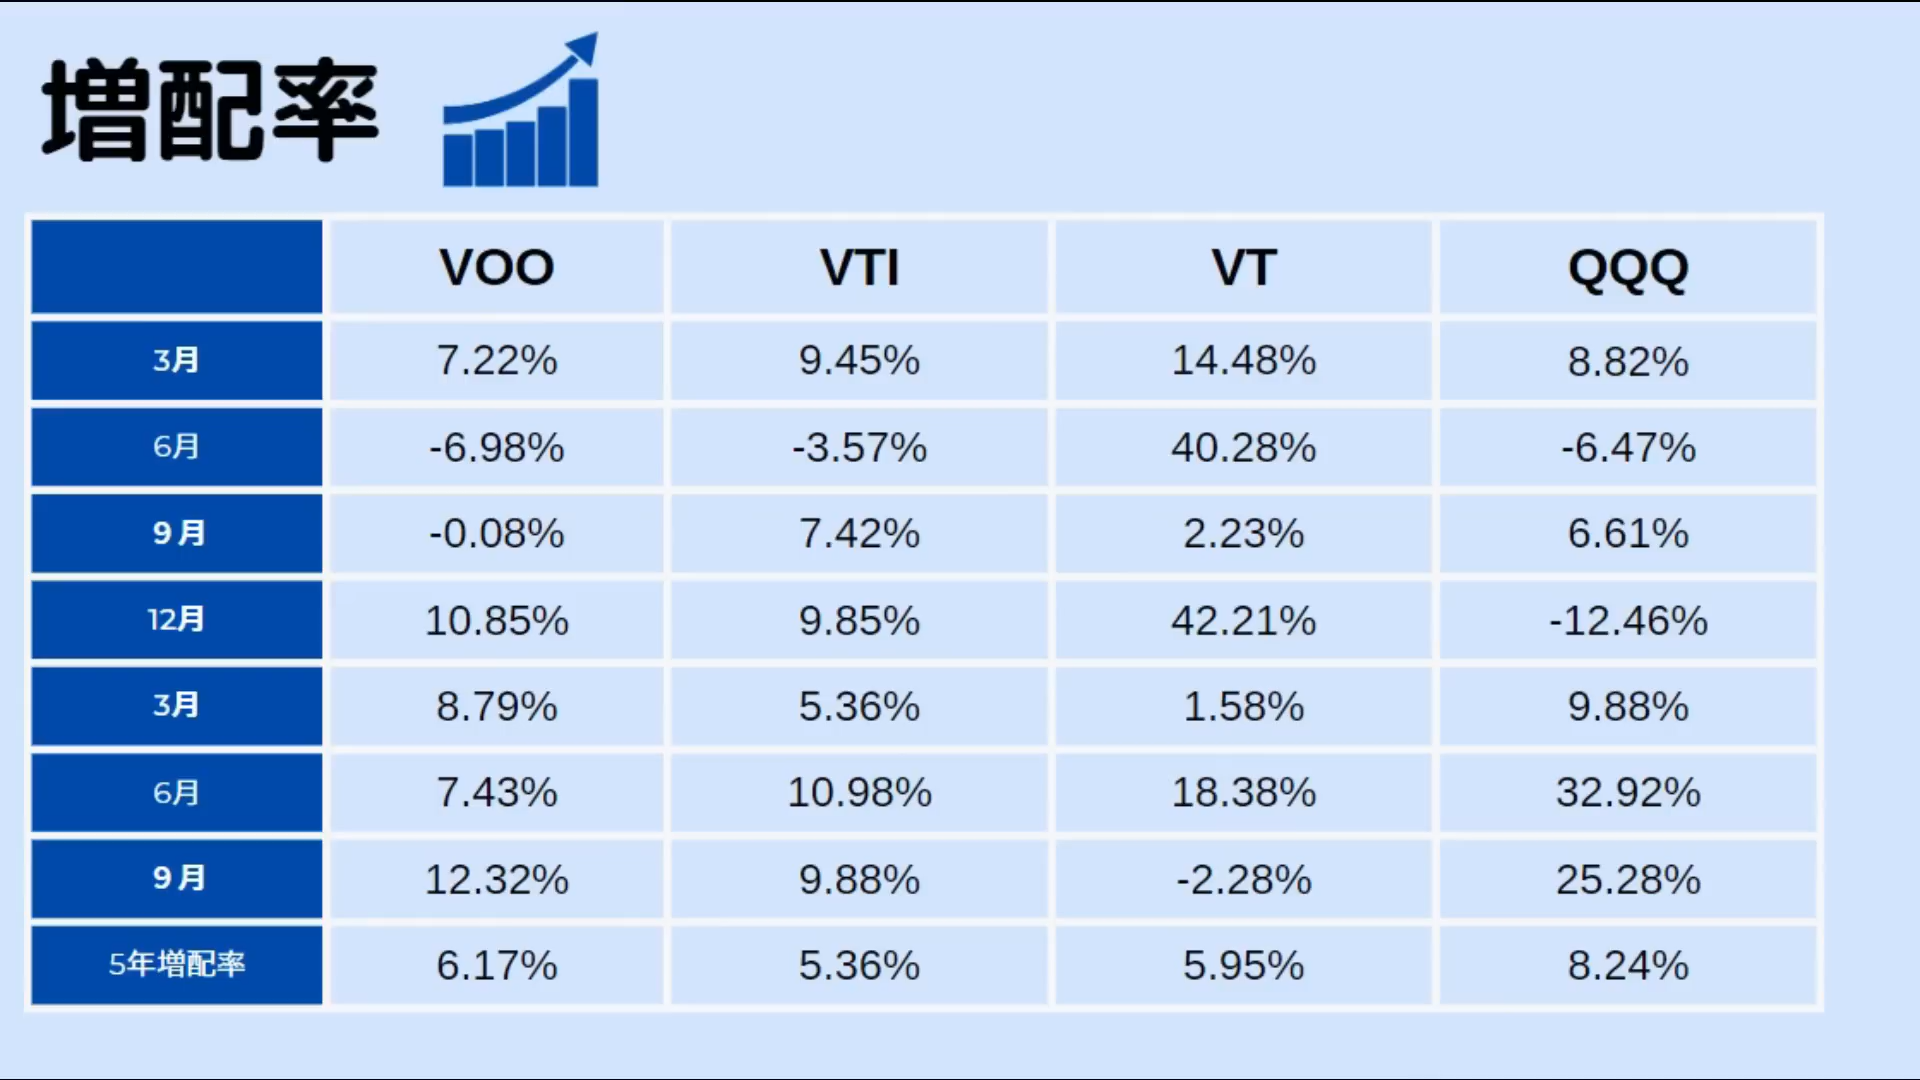 増配率
VOO VTI VT QQQ
3月 7.22% 9.45% 14.48% 8.82%
6月 -6.98% -3.57% 40.28% -6.47%
9月 -0.08% 7.42% 2.23% 6.61%
12月 10.85% 9.85% 42.21% -12.46%
3月 8.79% 5.36% 1.58% 9.88%
6月 7.43% 10.98% 18.38% 32.92%
9月 12.32% 9.88% -2.28% 25.28%
5年増配率 6.17% 5.36% 5.95% 8.24%